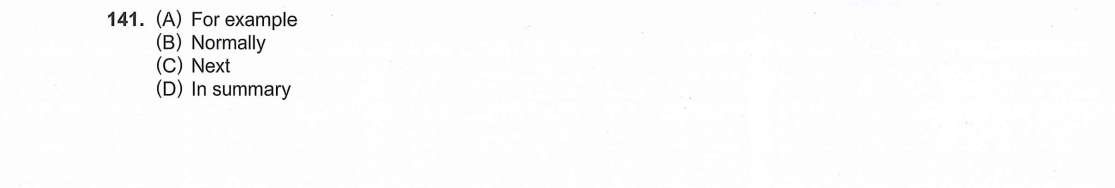 141. (A) For example
(B) Normally
(C) Next
(D) In summary